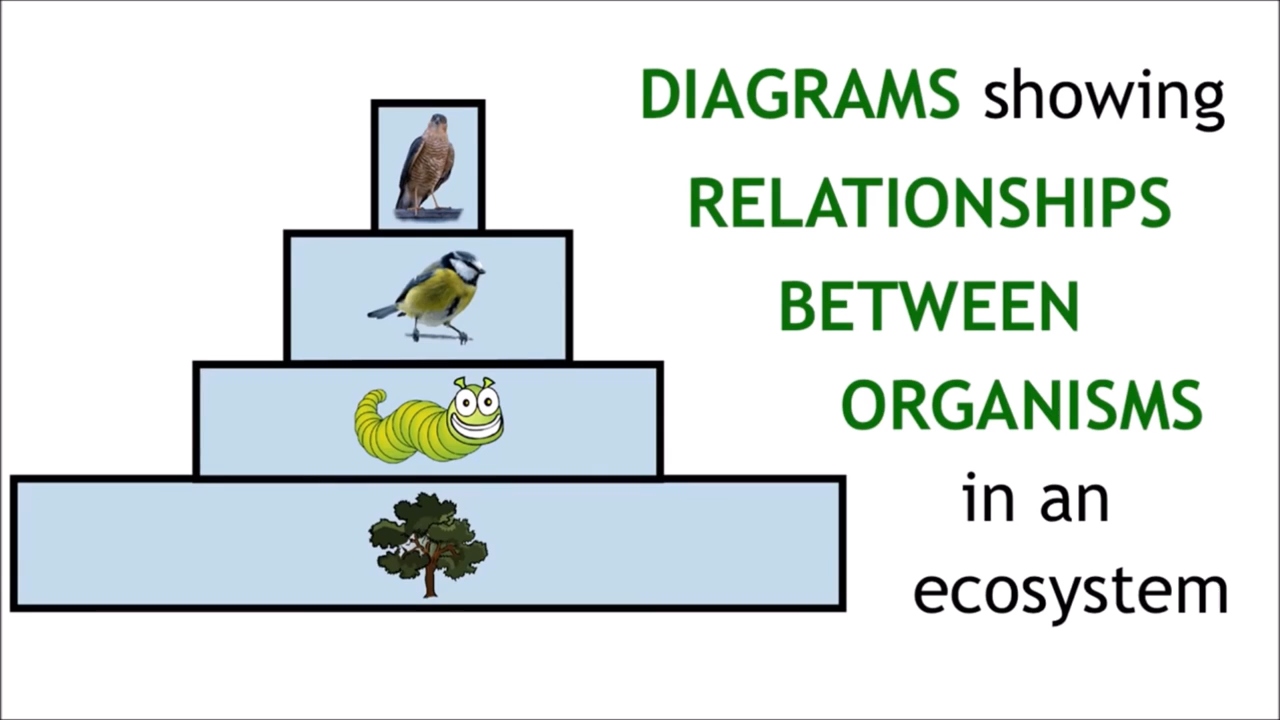 DIAGRAMS showing
RELATIONSHIPS
BETWEEN
ORGANISMS
in an
ecosystem